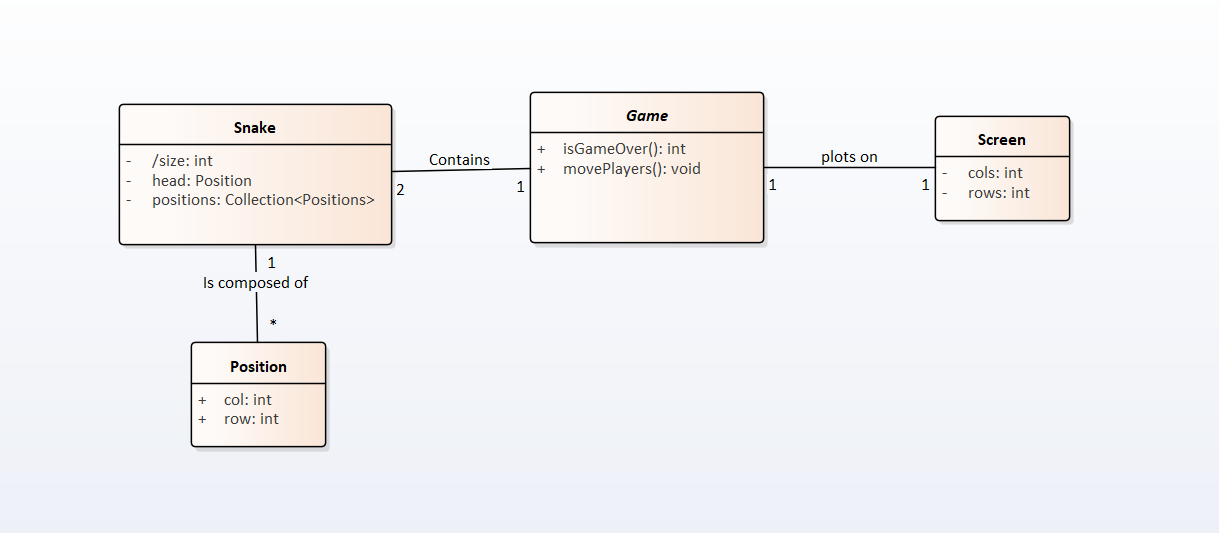 Snake
- /size: int
- head: Position
- positions: Collection<Positions>
Contains
2
1
Game
+ isGameOver(): int
+ movePlayers(): void
plots on
1
1
Screen
- cols: int
- rows: int
1
Is composed of
*
Position
+ col: int
+ row: int